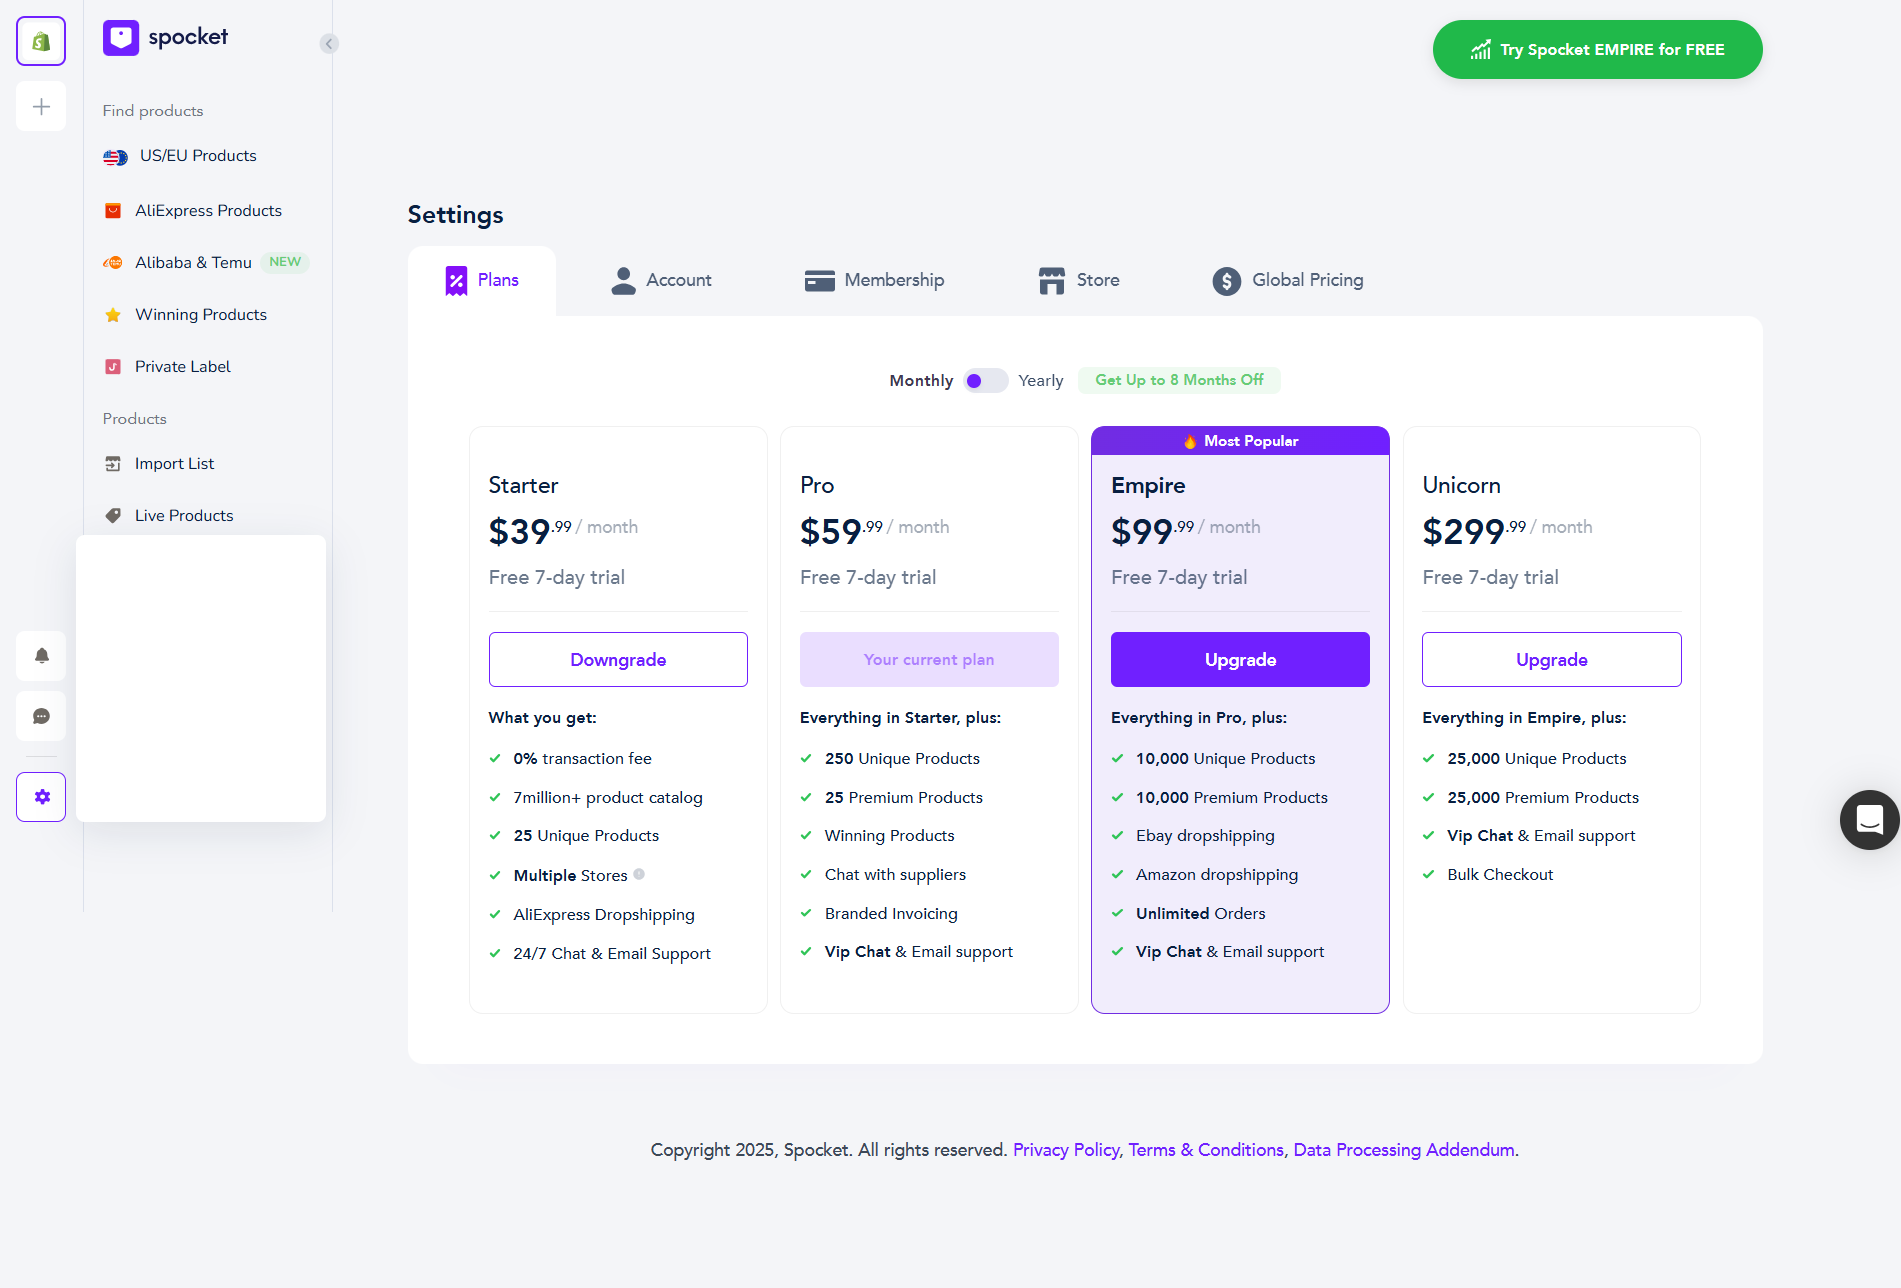 spocket
Try Spocket EMPIRE for FREE
Find products
US/EU Products
AliExpress Products
Alibaba & Temu NEW
Winning Products
Private Label
Products
Import List
Live Products
Settings
Plans
Account
Membership
Store
Global Pricing
Monthly Yearly Get Up to 8 Months Off
Starter
$39.99 / month
Free 7-day trial
Downgrade
What you get:
0% transaction fee
7million+ product catalog
25 Unique Products
Multiple Stores
AliExpress Dropshipping
24/7 Chat & Email Support
Pro
$59.99 / month
Free 7-day trial
Your current plan
Everything in Starter, plus:
250 Unique Products
25 Premium Products
Winning Products
Chat with suppliers
Branded Invoicing
Vip Chat & Email support
Most Popular
Empire
$99.99 / month
Free 7-day trial
Upgrade
Everything in Pro, plus:
10,000 Unique Products
10,000 Premium Products
Ebay dropshipping
Amazon dropshipping
Unlimited Orders
Vip Chat & Email support
Unicorn
$299.99 / month
Free 7-day trial
Upgrade
Everything in Empire, plus:
25,000 Unique Products
25,000 Premium Products
Vip Chat & Email support
Bulk Checkout
Copyright 2025, Spocket. All rights reserved. Privacy Policy, Terms & Conditions, Data Processing Addendum.